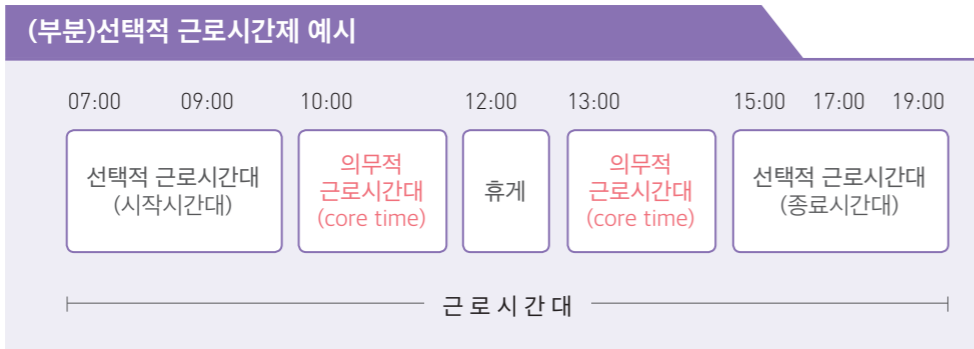 (부분)선택적 근로시간제 예시
07:00 09:00 10:00 12:00 13:00 15:00 17:00 19:00
선택적 근로시간대
(시작시간대)
의무적
근로시간대
(core time)
휴게
의무적
근로시간대
(core time)
선택적 근로시간대
(종료시간대)
근로시간대